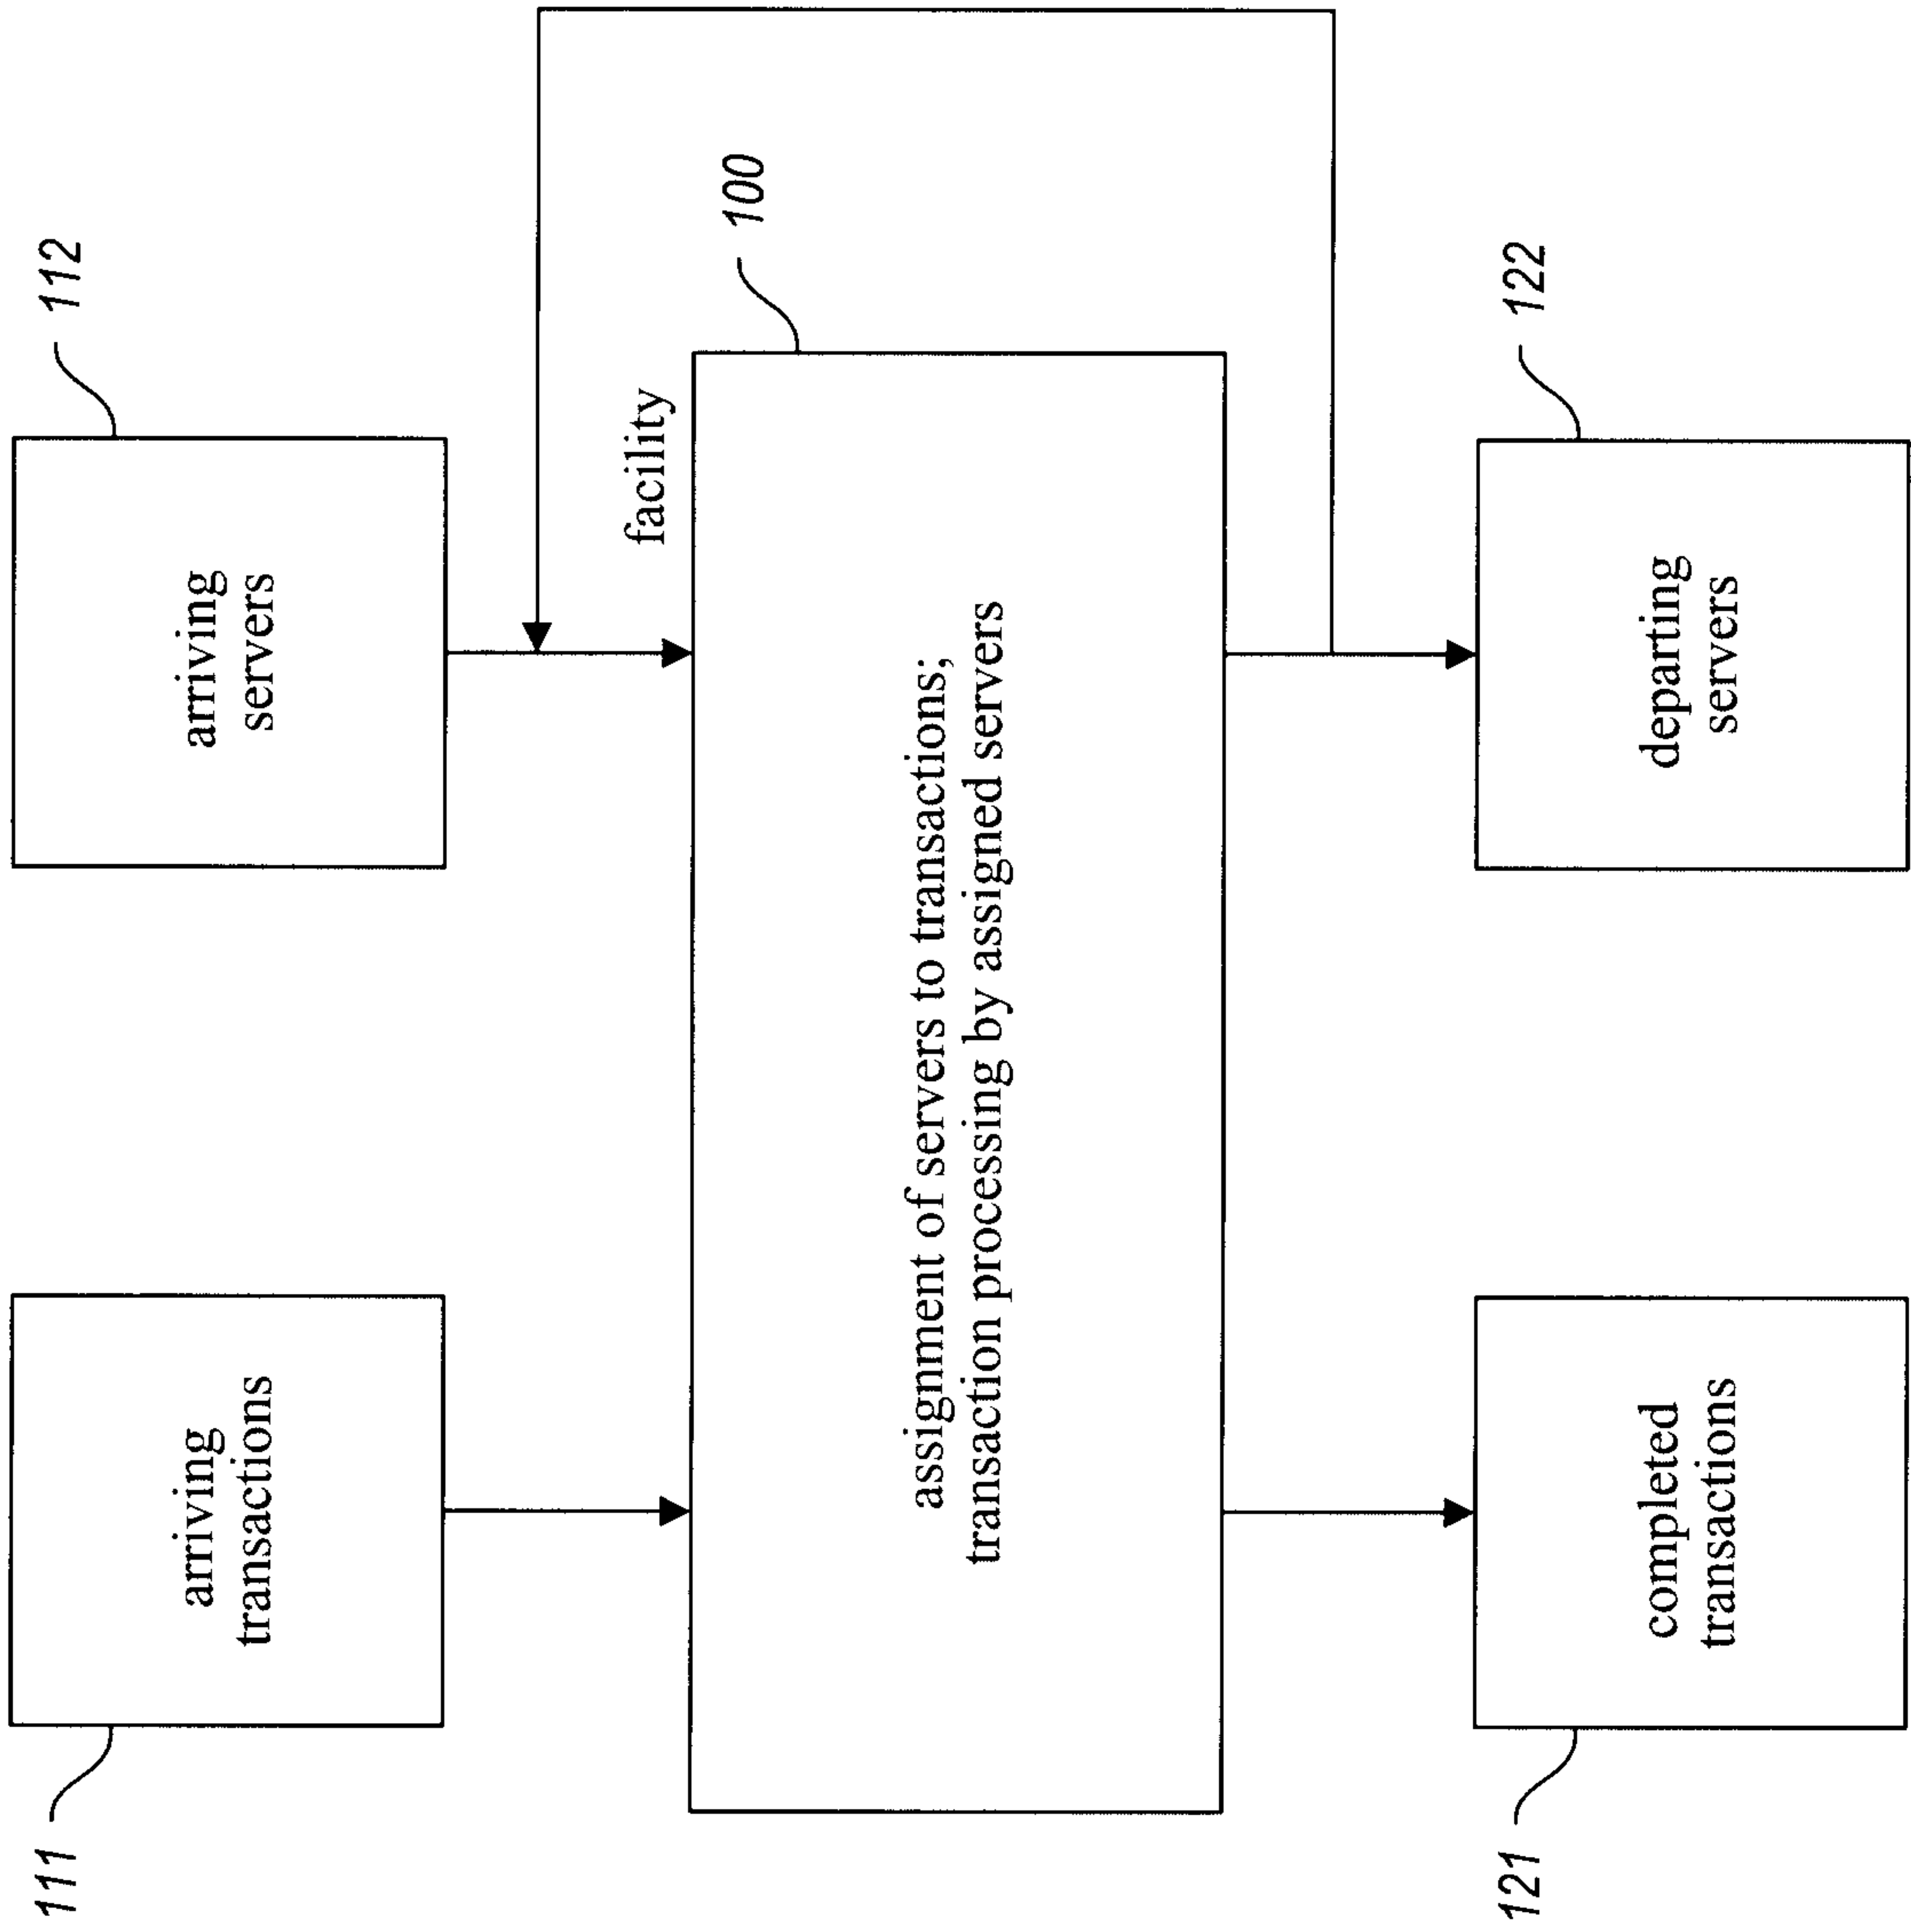 111
arriving
transactions
arriving
servers
112
facility
100
assignment of servers to transactions;
transaction processing by assigned servers
121
completed
transactions
departing
servers
122